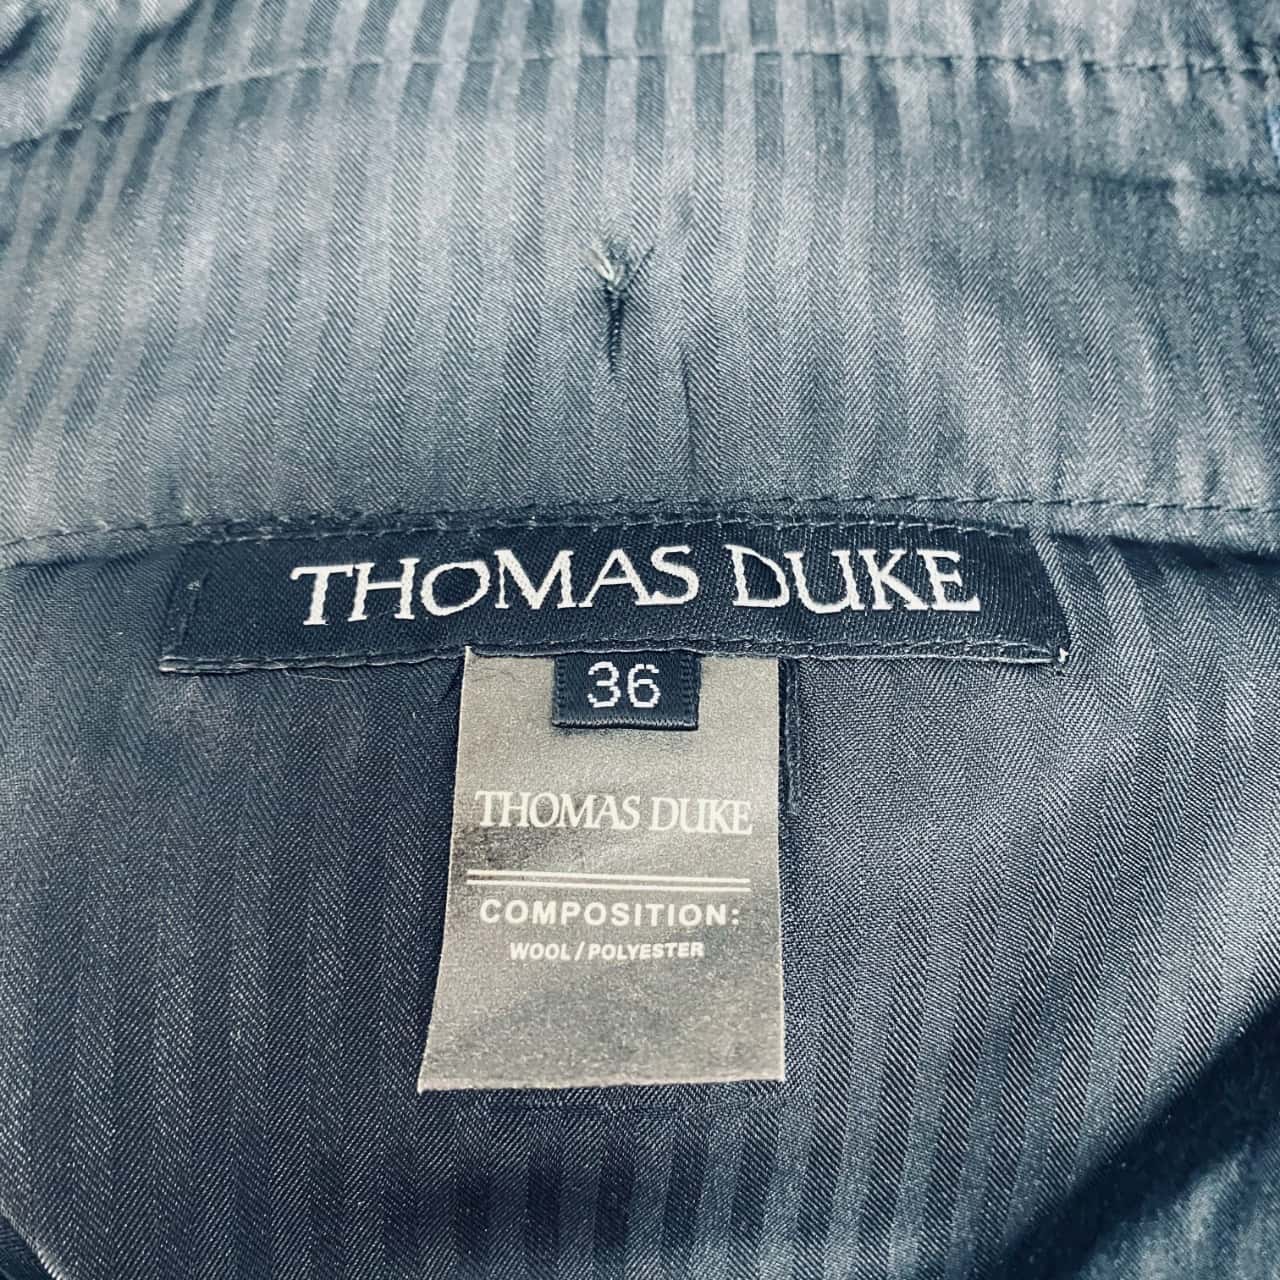 THOMAS DUKE
36
THOMAS DUKE
COMPOSITION:
WOOL/POLYESTER